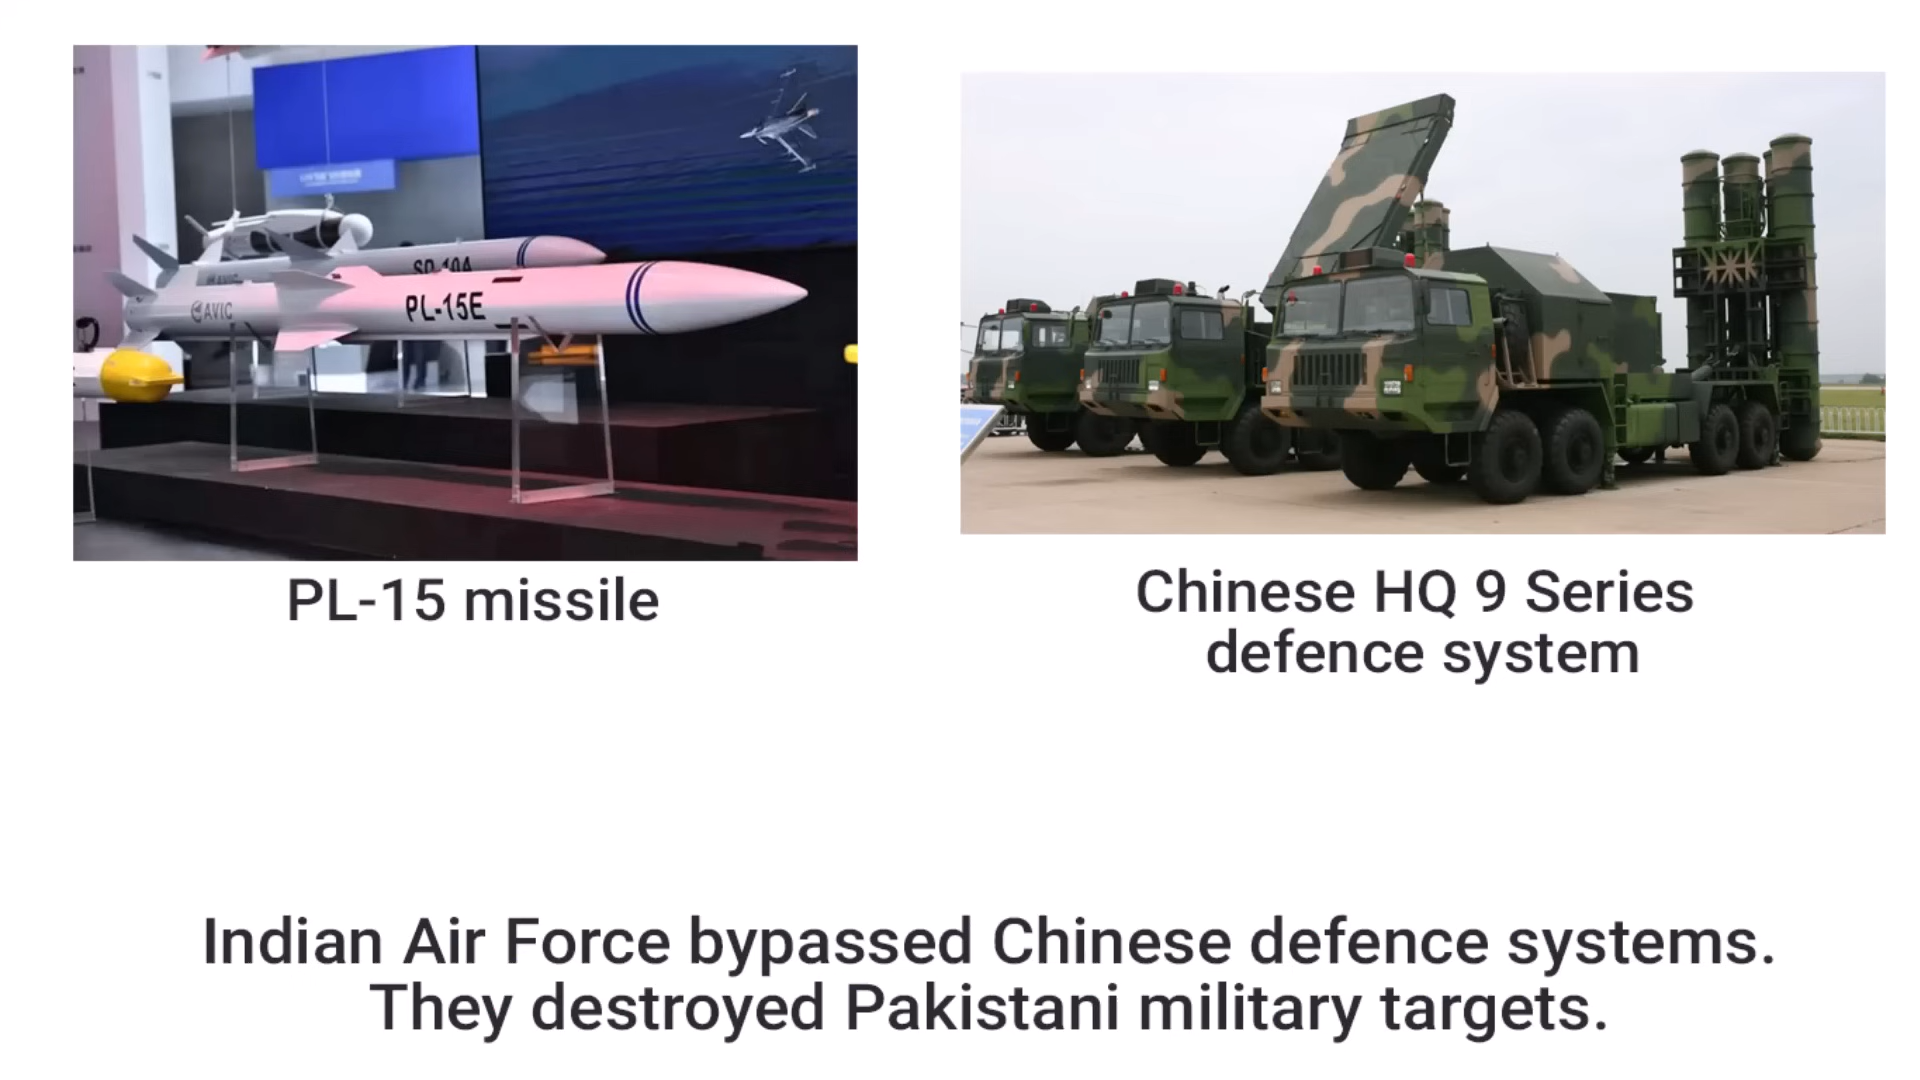 SD-10A
AVIC
PL-15E
PL-15 missile
Chinese HQ 9 Series
defence system
Indian Air Force bypassed Chinese defence systems.
They destroyed Pakistani military targets.